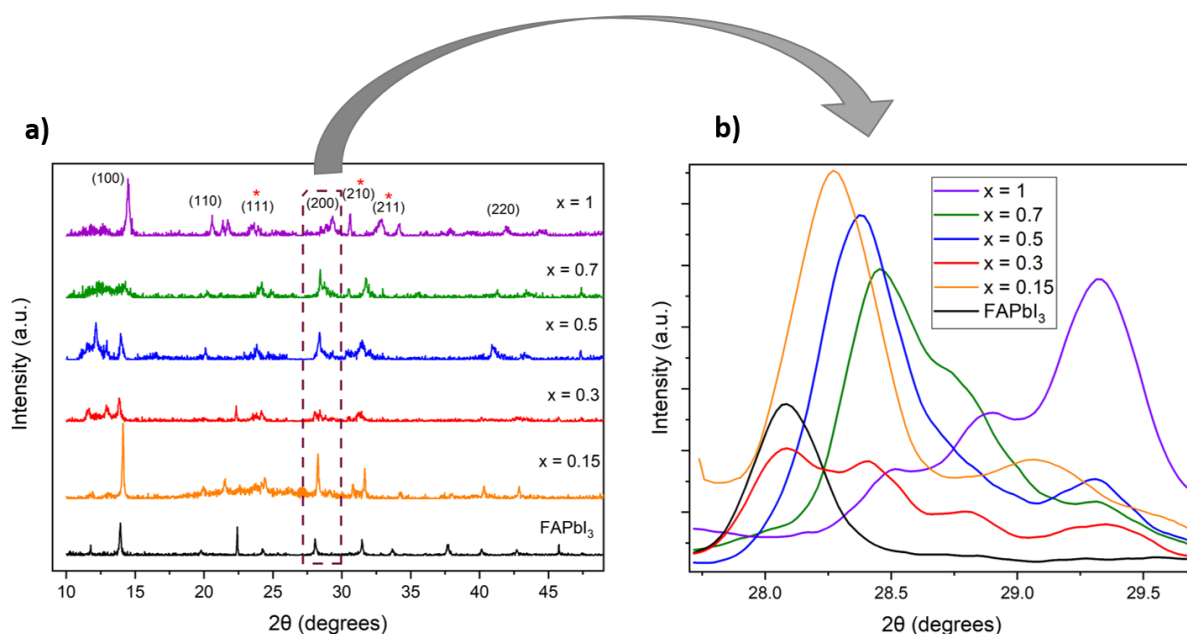 a)
b)
Intensity (a.u.)
(100)
(110)
*
(111)
(200)
*
(210)
*
(211)
(220)
x = 1
x = 0.7
x = 0.5
x = 0.3
x = 0.15
FAPbI₃
10 15 20 25 30 35 40 45
2θ (degrees)
Intensity (a.u.)
x = 1
x = 0.7
x = 0.5
x = 0.3
x = 0.15
FAPbI₃
28.0 28.5 29.0 29.5
2θ (degrees)